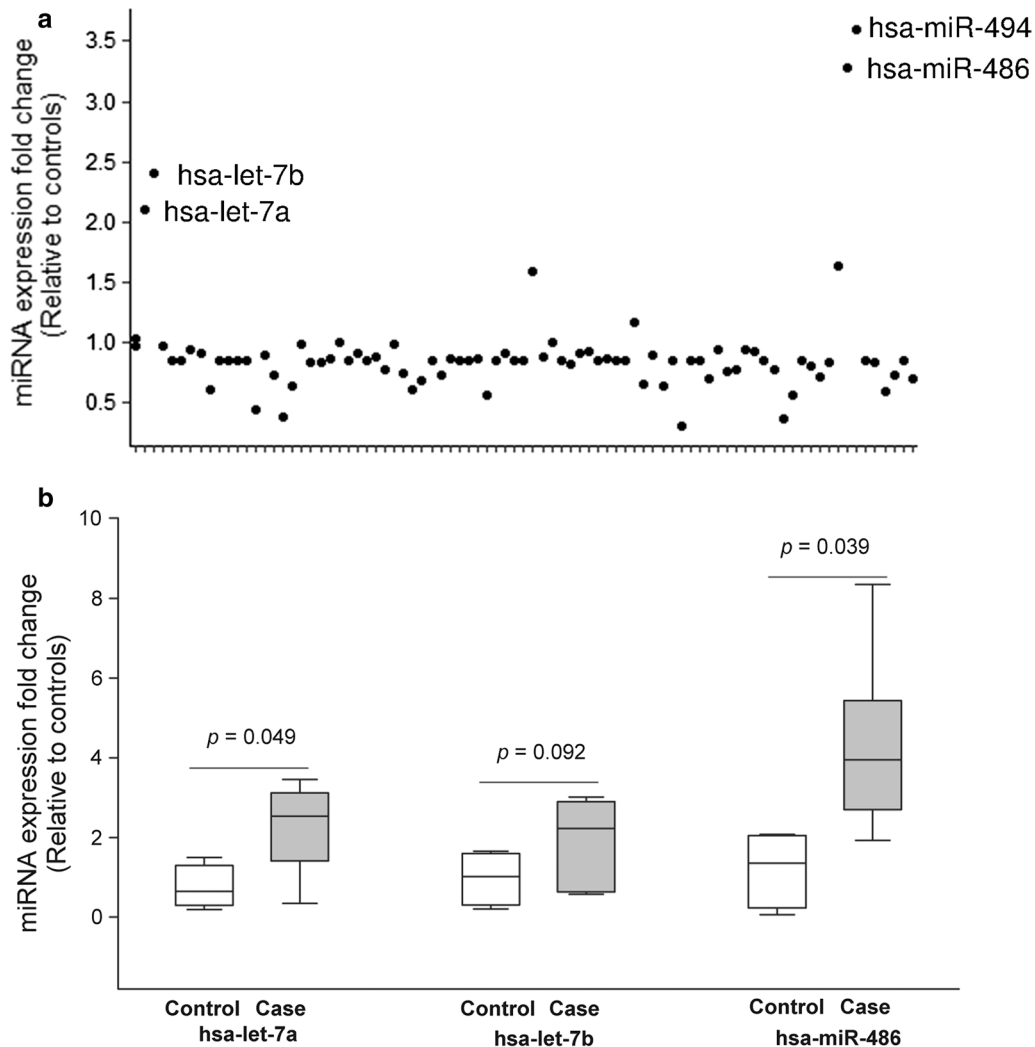 a
miRNA expression fold change
(Relative to controls)
3.5
3.0
2.5
2.0
1.5
1.0
0.5
hsa-miR-494
hsa-miR-486
hsa-let-7b
hsa-let-7a
b
miRNA expression fold change
(Relative to controls)
10
8
6
4
2
0
p = 0.049
p = 0.092
p = 0.039
Control Case
hsa-let-7a
Control Case
hsa-let-7b
Control Case
hsa-miR-486